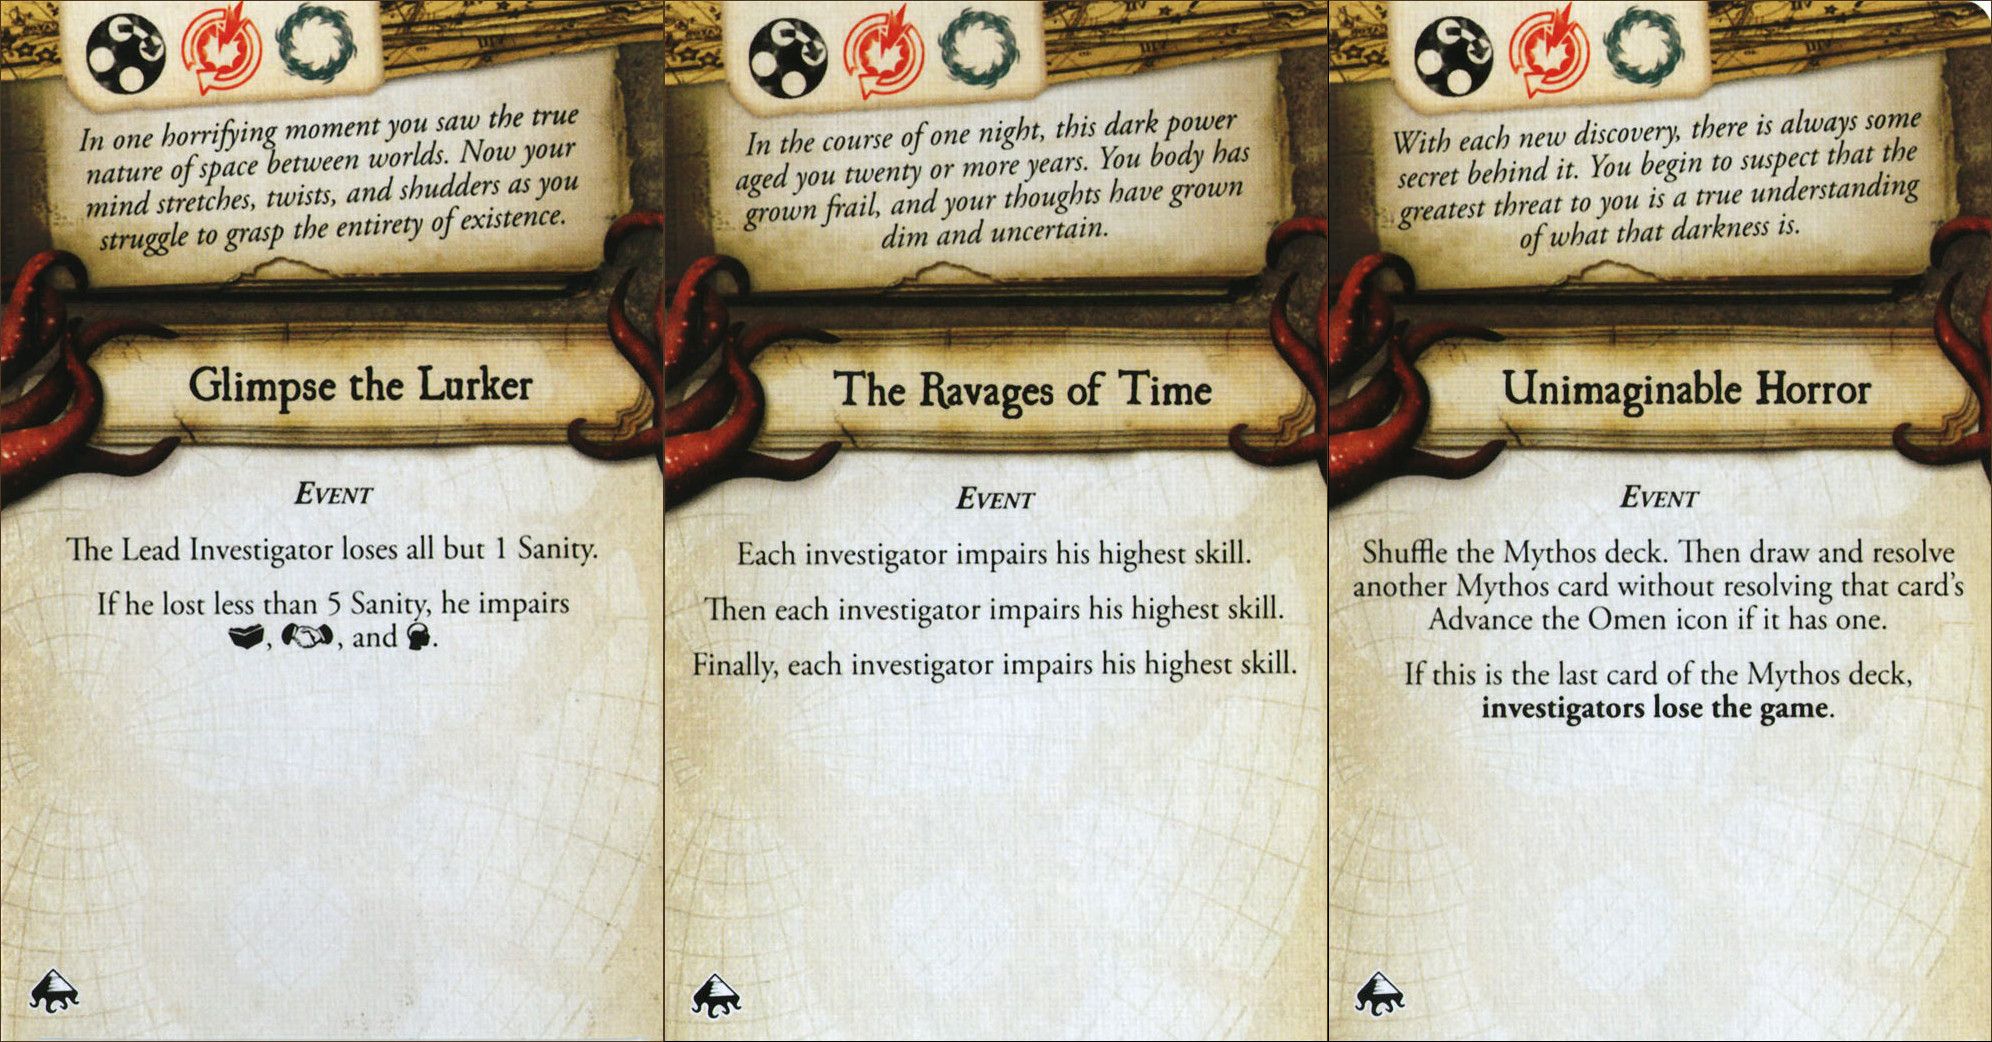 In one horrifying moment you saw the true
nature of space between worlds. Now your
mind stretches, twists, and shudders as you
struggle to grasp the entirety of existence.
Glimpse the Lurker
EVENT
The Lead Investigator loses all but 1 Sanity.
If he lost less than 5 Sanity, he impairs
, , and .
In the course of one night, this dark power
aged you twenty or more years. You body has
grown frail, and your thoughts have grown
dim and uncertain.
The Ravages of Time
EVENT
Each investigator impairs his highest skill.
Then each investigator impairs his highest skill.
Finally, each investigator impairs his highest skill.
With each new discovery, there is always some
secret behind it. You begin to suspect that the
greatest threat to you is a true understanding
of what that darkness is.
Unimaginable Horror
EVENT
Shuffle the Mythos deck. Then draw and resolve
another Mythos card without resolving that card's
Advance the Omen icon if it has one.
If this is the last card of the Mythos deck,
investigators lose the game.